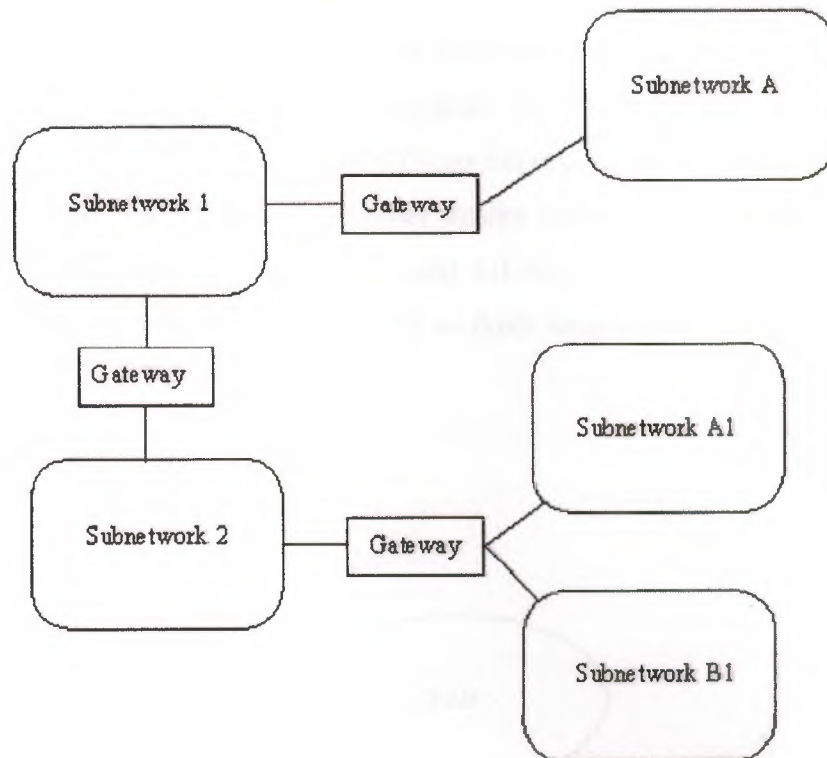 Subnetwork A
Subnetwork 1
Gateway
Gateway
Subnetwork A1
Subnetwork 2
Gateway
Subnetwork B1